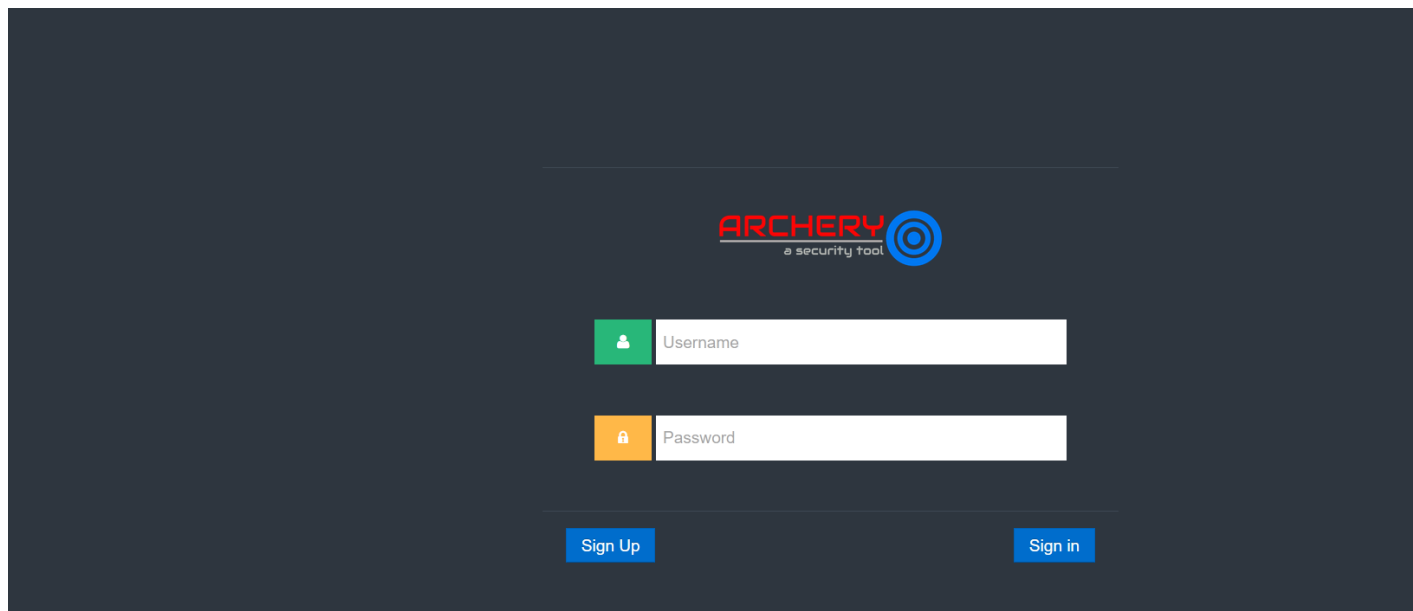 ARCHERY
a security tool
Username
Password
Sign Up
Sign in